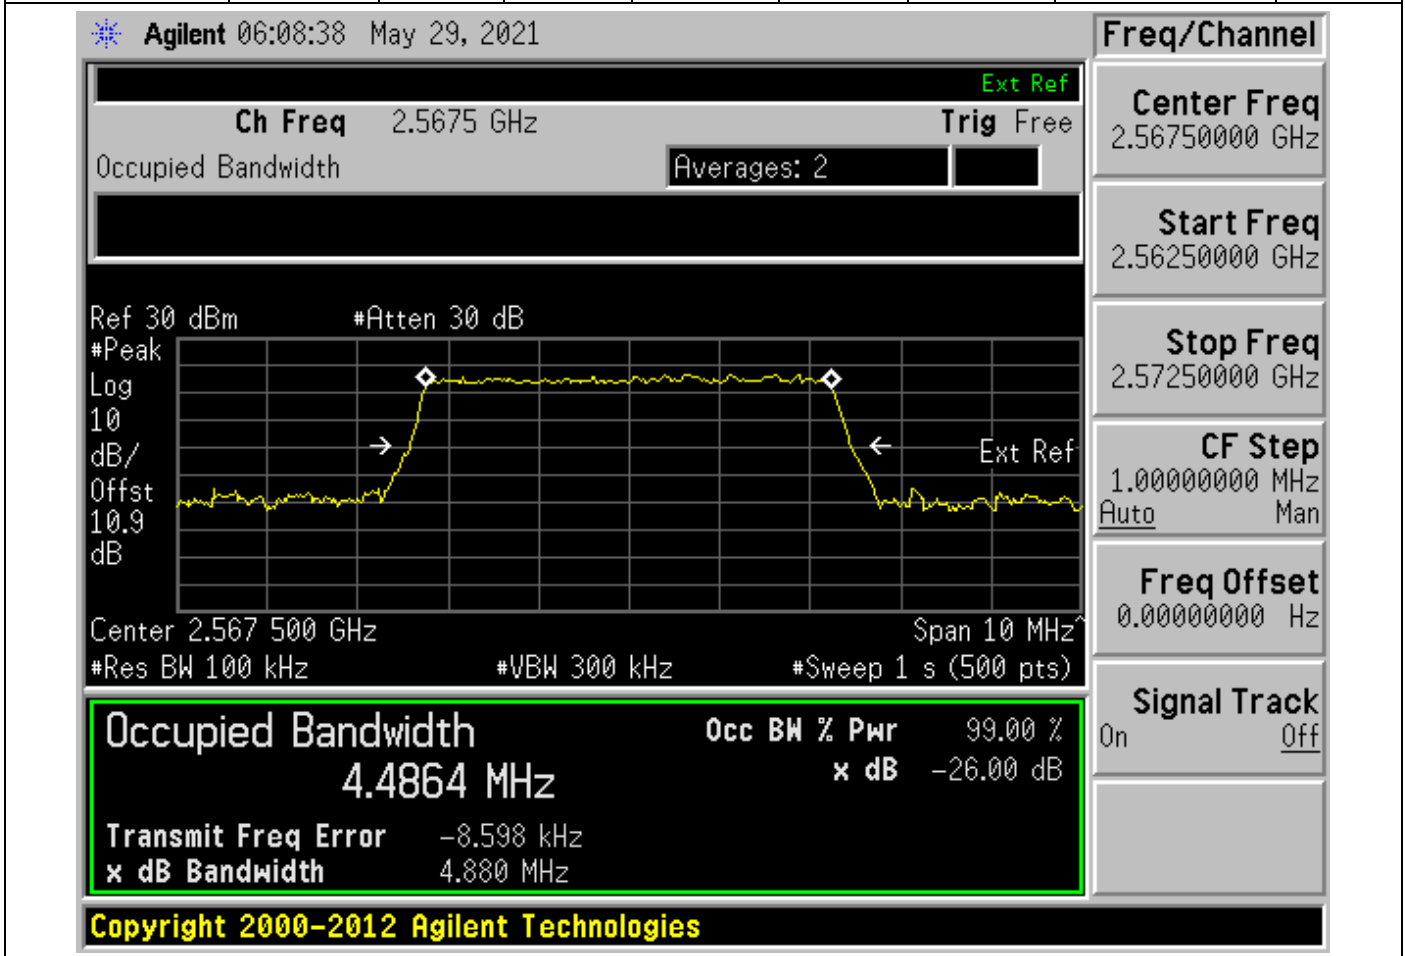 Agilent 06:08:38 May 29, 2021
Freq/Channel
Ext Ref
Ch Freq 2.5675 GHz Trig Free
Occupied Bandwidth Averages: 2
Center Freq
2.56750000 GHz
Start Freq
2.56250000 GHz
Stop Freq
2.57250000 GHz
CF Step
1.00000000 MHz
Auto Man
Freq Offset
0.00000000 Hz
Signal Track
On Off
Ref 30 dBm #Atten 30 dB
#Peak
Log
10
dB/
Offst
10.9
dB
Ext Ref
Center 2.567 500 GHz Span 10 MHz^
#Res BW 100 kHz #VBW 300 kHz #Sweep 1 s (500 pts)
Occupied Bandwidth
4.4864 MHz
Occ BW % Pwr 99.00 %
x dB -26.00 dB
Transmit Freq Error -8.598 kHz
x dB Bandwidth 4.880 MHz
Copyright 2000-2012 Agilent Technologies